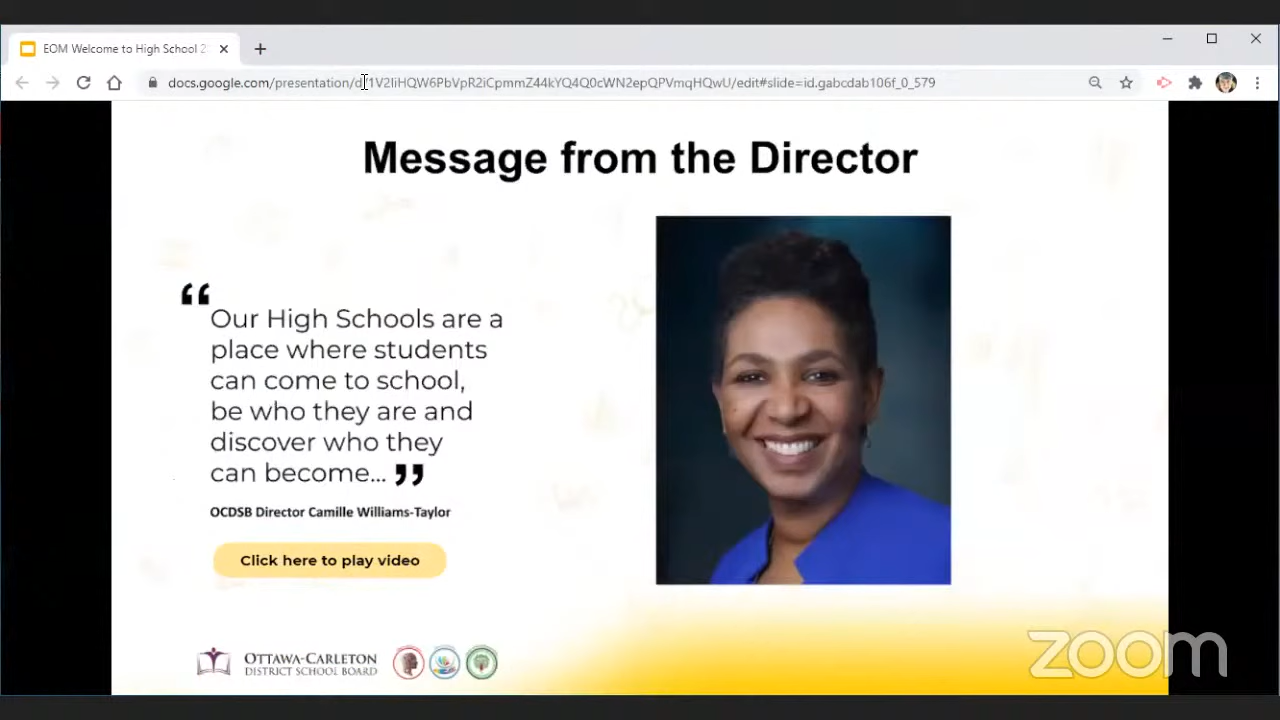 EOM Welcome to High School 2
docs.google.com/presentation/d/1V2IiHQW6PbVpR2iCpmmZ44kYQ4Q0cWN2epQPVmqHQwU/edit#slide=id.gabcdab106f_0_579
Message from the Director
“Our High Schools are a
place where students
can come to school,
be who they are and
discover who they
can become... ”
OCDSB Director Camille Williams-Taylor
Click here to play video
OTTAWA-CARLETON
DISTRICT SCHOOL BOARD
zoom